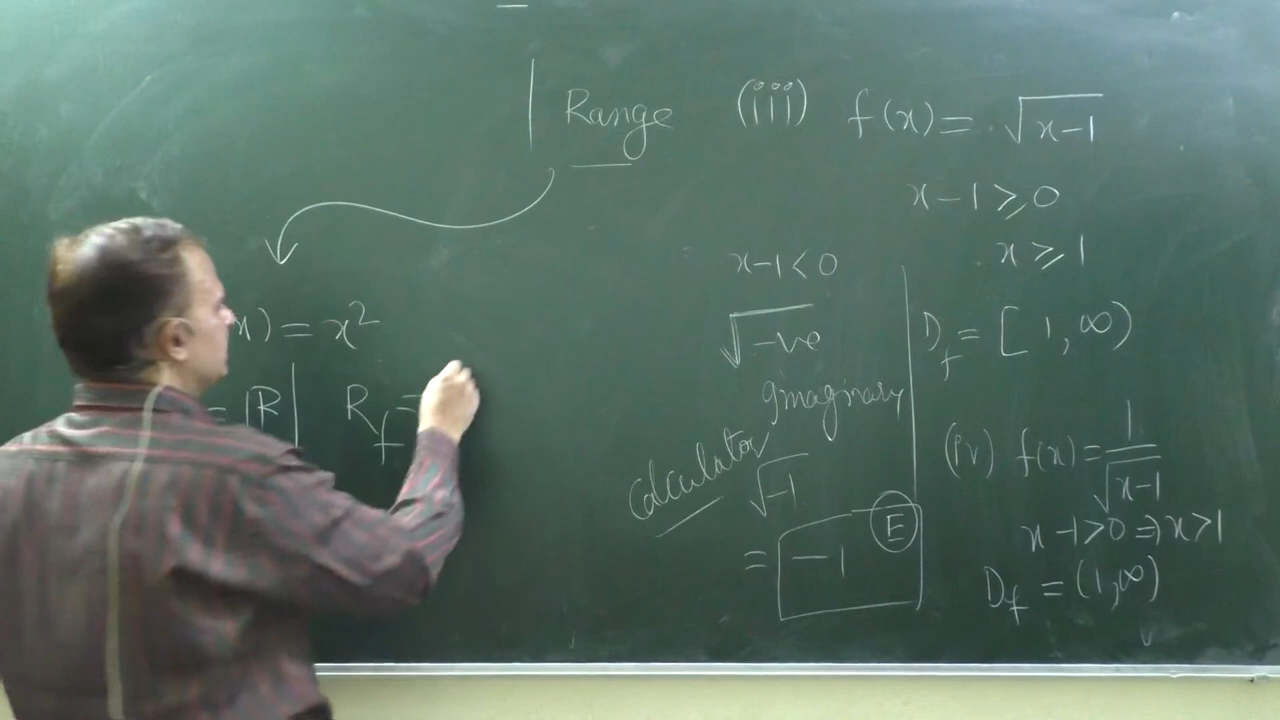 Range (iii) f(x) = √x-1
x-1 ≥ 0
x ≥ 1
x) = x²
= IR | R_f =
x-1 < 0
√-ve
Imaginary
calculator
√-1
= -1 E
D_f = [ 1, ∞)
(iv) f(x) = 1/√x-1
x-1>0 ⇒ x>1
D_f = (1, ∞)